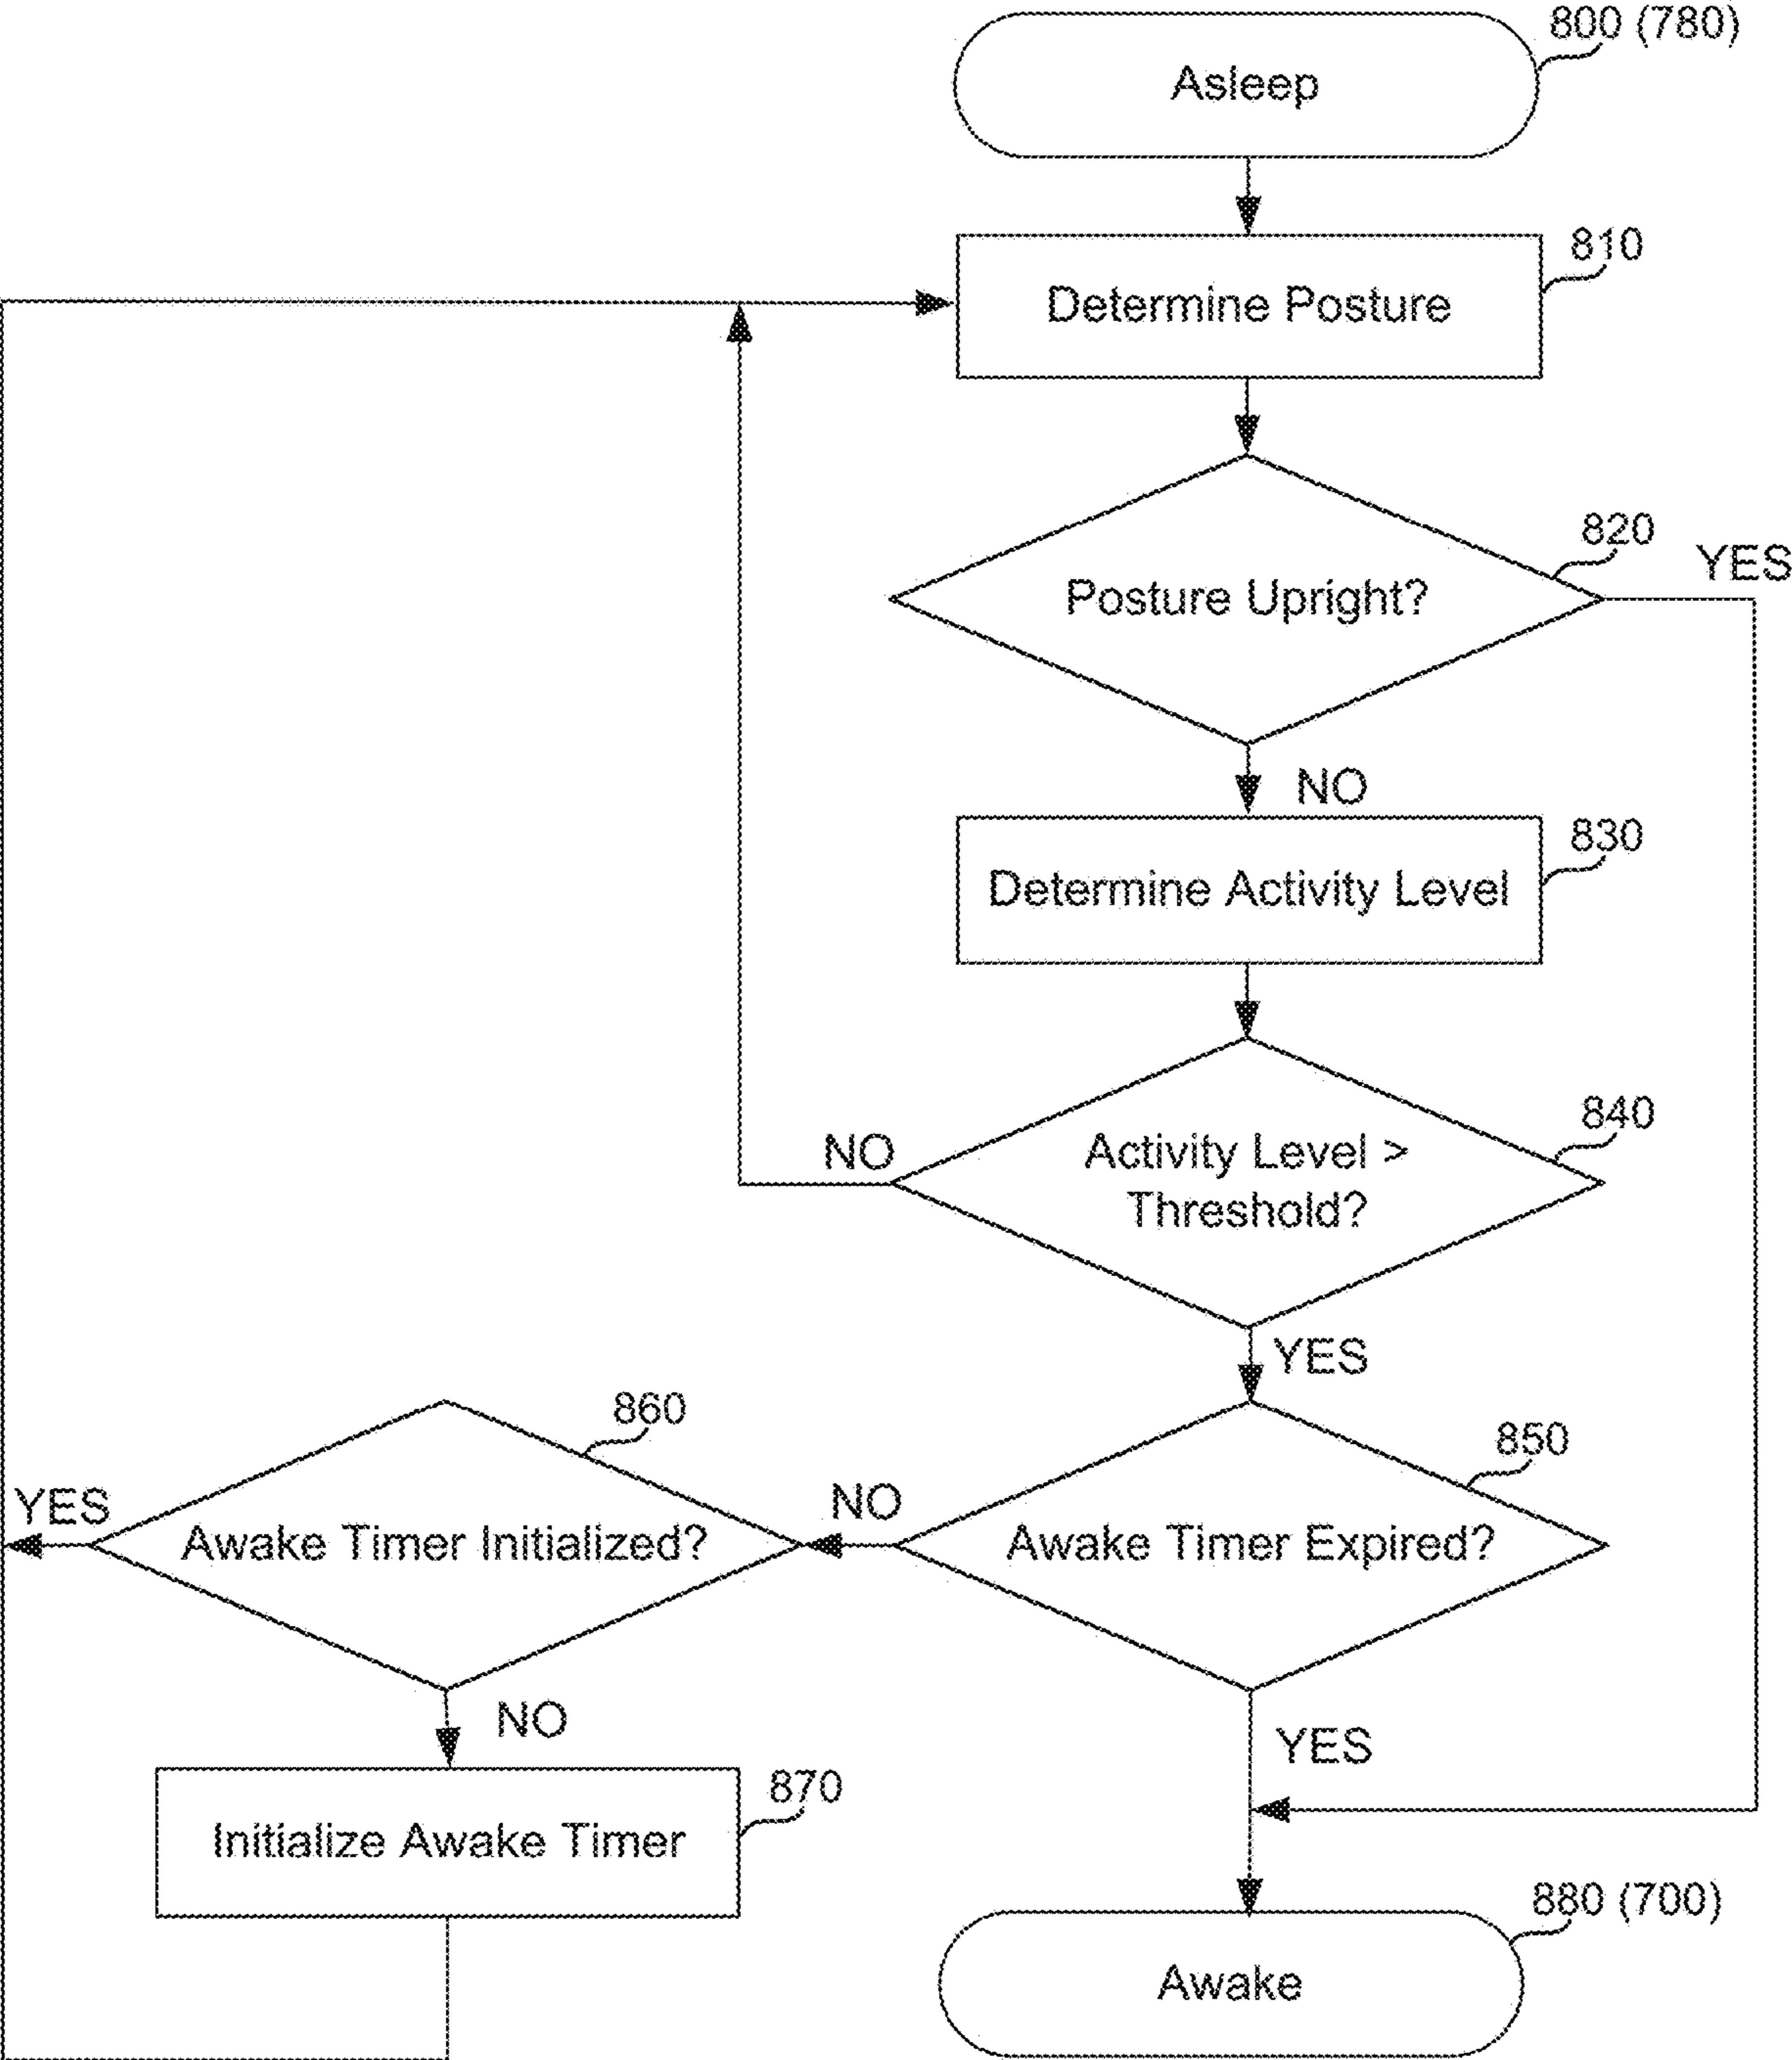 800 (780)
Asleep
810
Determine Posture
820
YES
Posture Upright?
NO
830
Determine Activity Level
840
NO
Activity Level >
Threshold?
YES
860
850
YES
Awake Timer Initialized?
NO
Awake Timer Expired?
NO
YES
870
Initialize Awake Timer
880 (700)
Awake